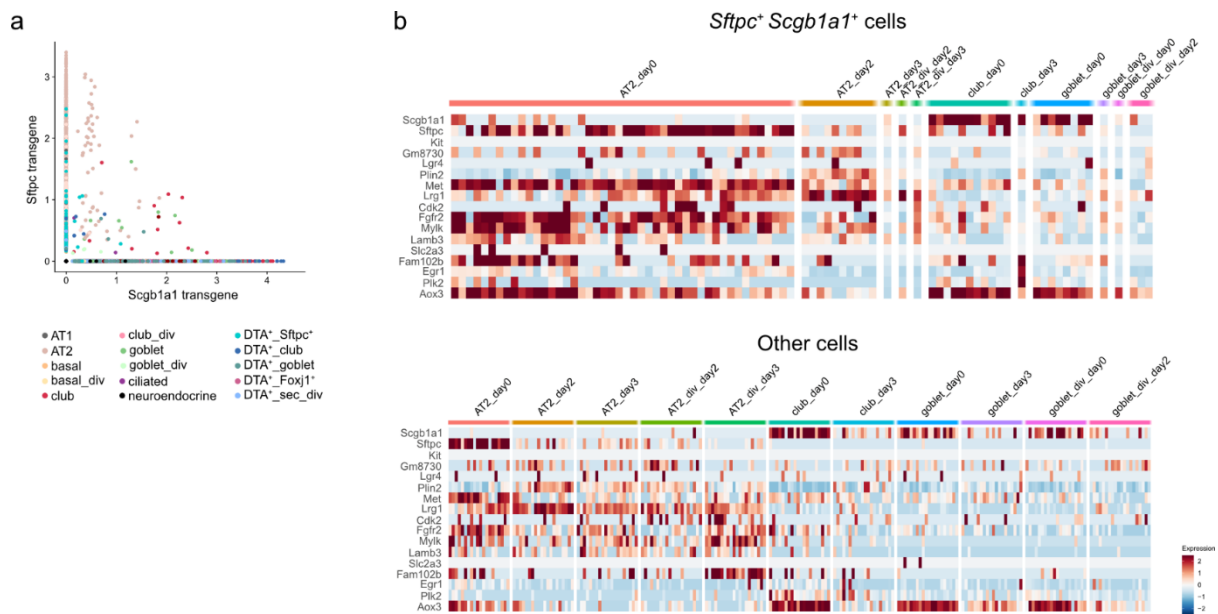 a
3
2
1
0
Sftpc transgene
0 1 2 3 4
Scgb1a1 transgene
AT1
AT2
basal
basal_div
club
club_div
goblet
goblet_div
ciliated
neuroendocrine
DTA⁺_Sftpc⁺
DTA⁺_club
DTA⁺_goblet
DTA⁺_Foxj1⁺
DTA⁺_sec_div
b
Sftpc⁺ Scgb1a1⁺ cells
AT2_day0
AT2_day2
AT2_day3
AT2_div_day2
AT2_div_day3
club_day0
club_day3
goblet_day0
goblet_day3
goblet_div_day0
goblet_div_day2
Scgb1a1
Sftpc
Kit
Gm8730
Lgr4
Plin2
Met
Lrg1
Cdk2
Fgfr2
Mylk
Lamb3
Slc2a3
Fam102b
Egr1
Plk2
Aox3
Other cells
AT2_day0
AT2_day2
AT2_day3
AT2_div_day2
AT2_div_day3
club_day0
club_day3
goblet_day0
goblet_day3
goblet_div_day0
goblet_div_day2
Scgb1a1
Sftpc
Kit
Gm8730
Lgr4
Plin2
Met
Lrg1
Cdk2
Fgfr2
Mylk
Lamb3
Slc2a3
Fam102b
Egr1
Plk2
Aox3
Expression
2
1
0
−1
−2